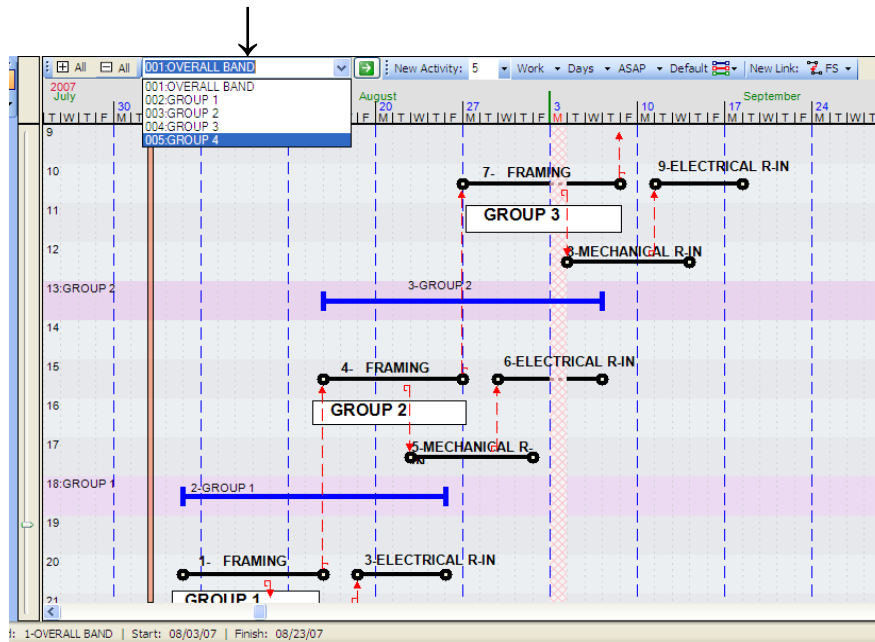 All All 001:OVERALL BAND New Activity: 5 Work Days ASAP Default New Link: FS
001:OVERALL BAND
002:GROUP 1
003:GROUP 2
004:GROUP 3
005:GROUP 4
2007
July August September
30 20 27 3 10 17 24
T W T F M T F M T W T F M T W T F M T W T F M T W T F M T W T F M T W T
9
10 7- FRAMING 9-ELECTRICAL R-IN
11 GROUP 3
12 8-MECHANICAL R-IN
13:GROUP 2 3-GROUP 2
14
15 4- FRAMING 6-ELECTRICAL R-IN
16 GROUP 2
17 5-MECHANICAL R-
IN
18:GROUP 1 2-GROUP 1
19
20 1- FRAMING 3-ELECTRICAL R-IN
21 GROUP 1
d: 1-OVERALL BAND | Start: 08/03/07 | Finish: 08/23/07